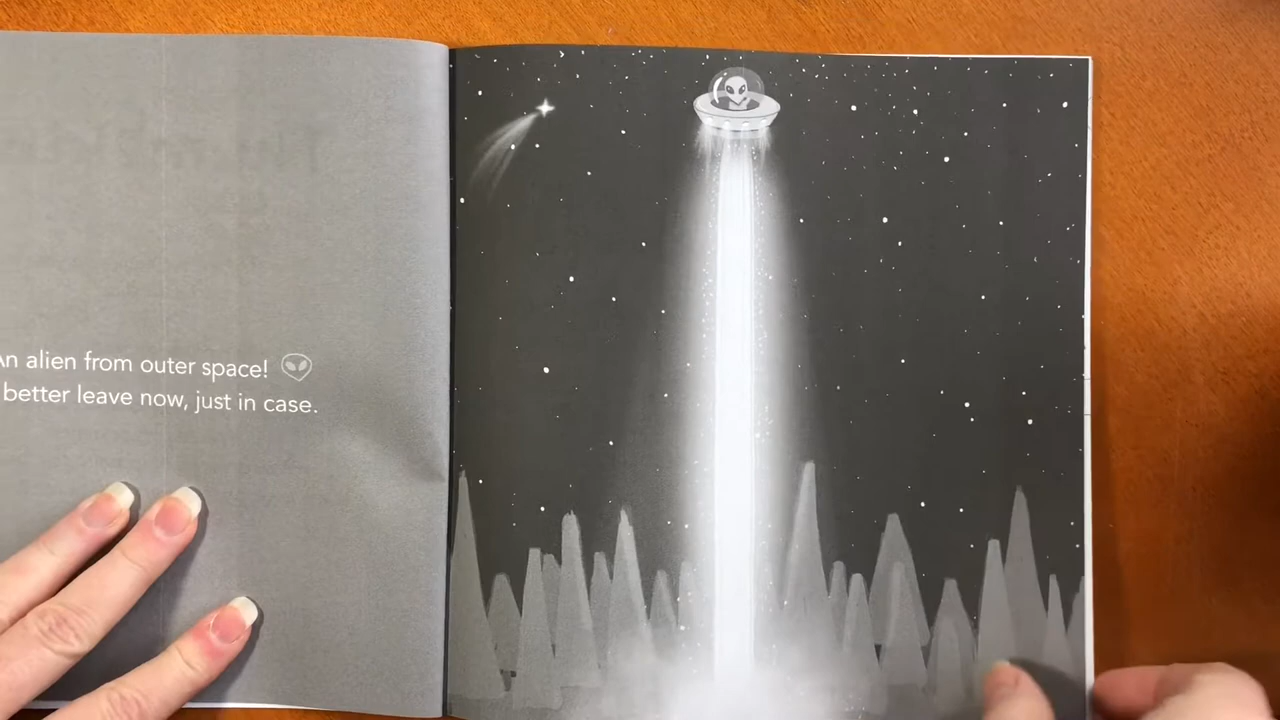 An alien from outer space!
better leave now, just in case.